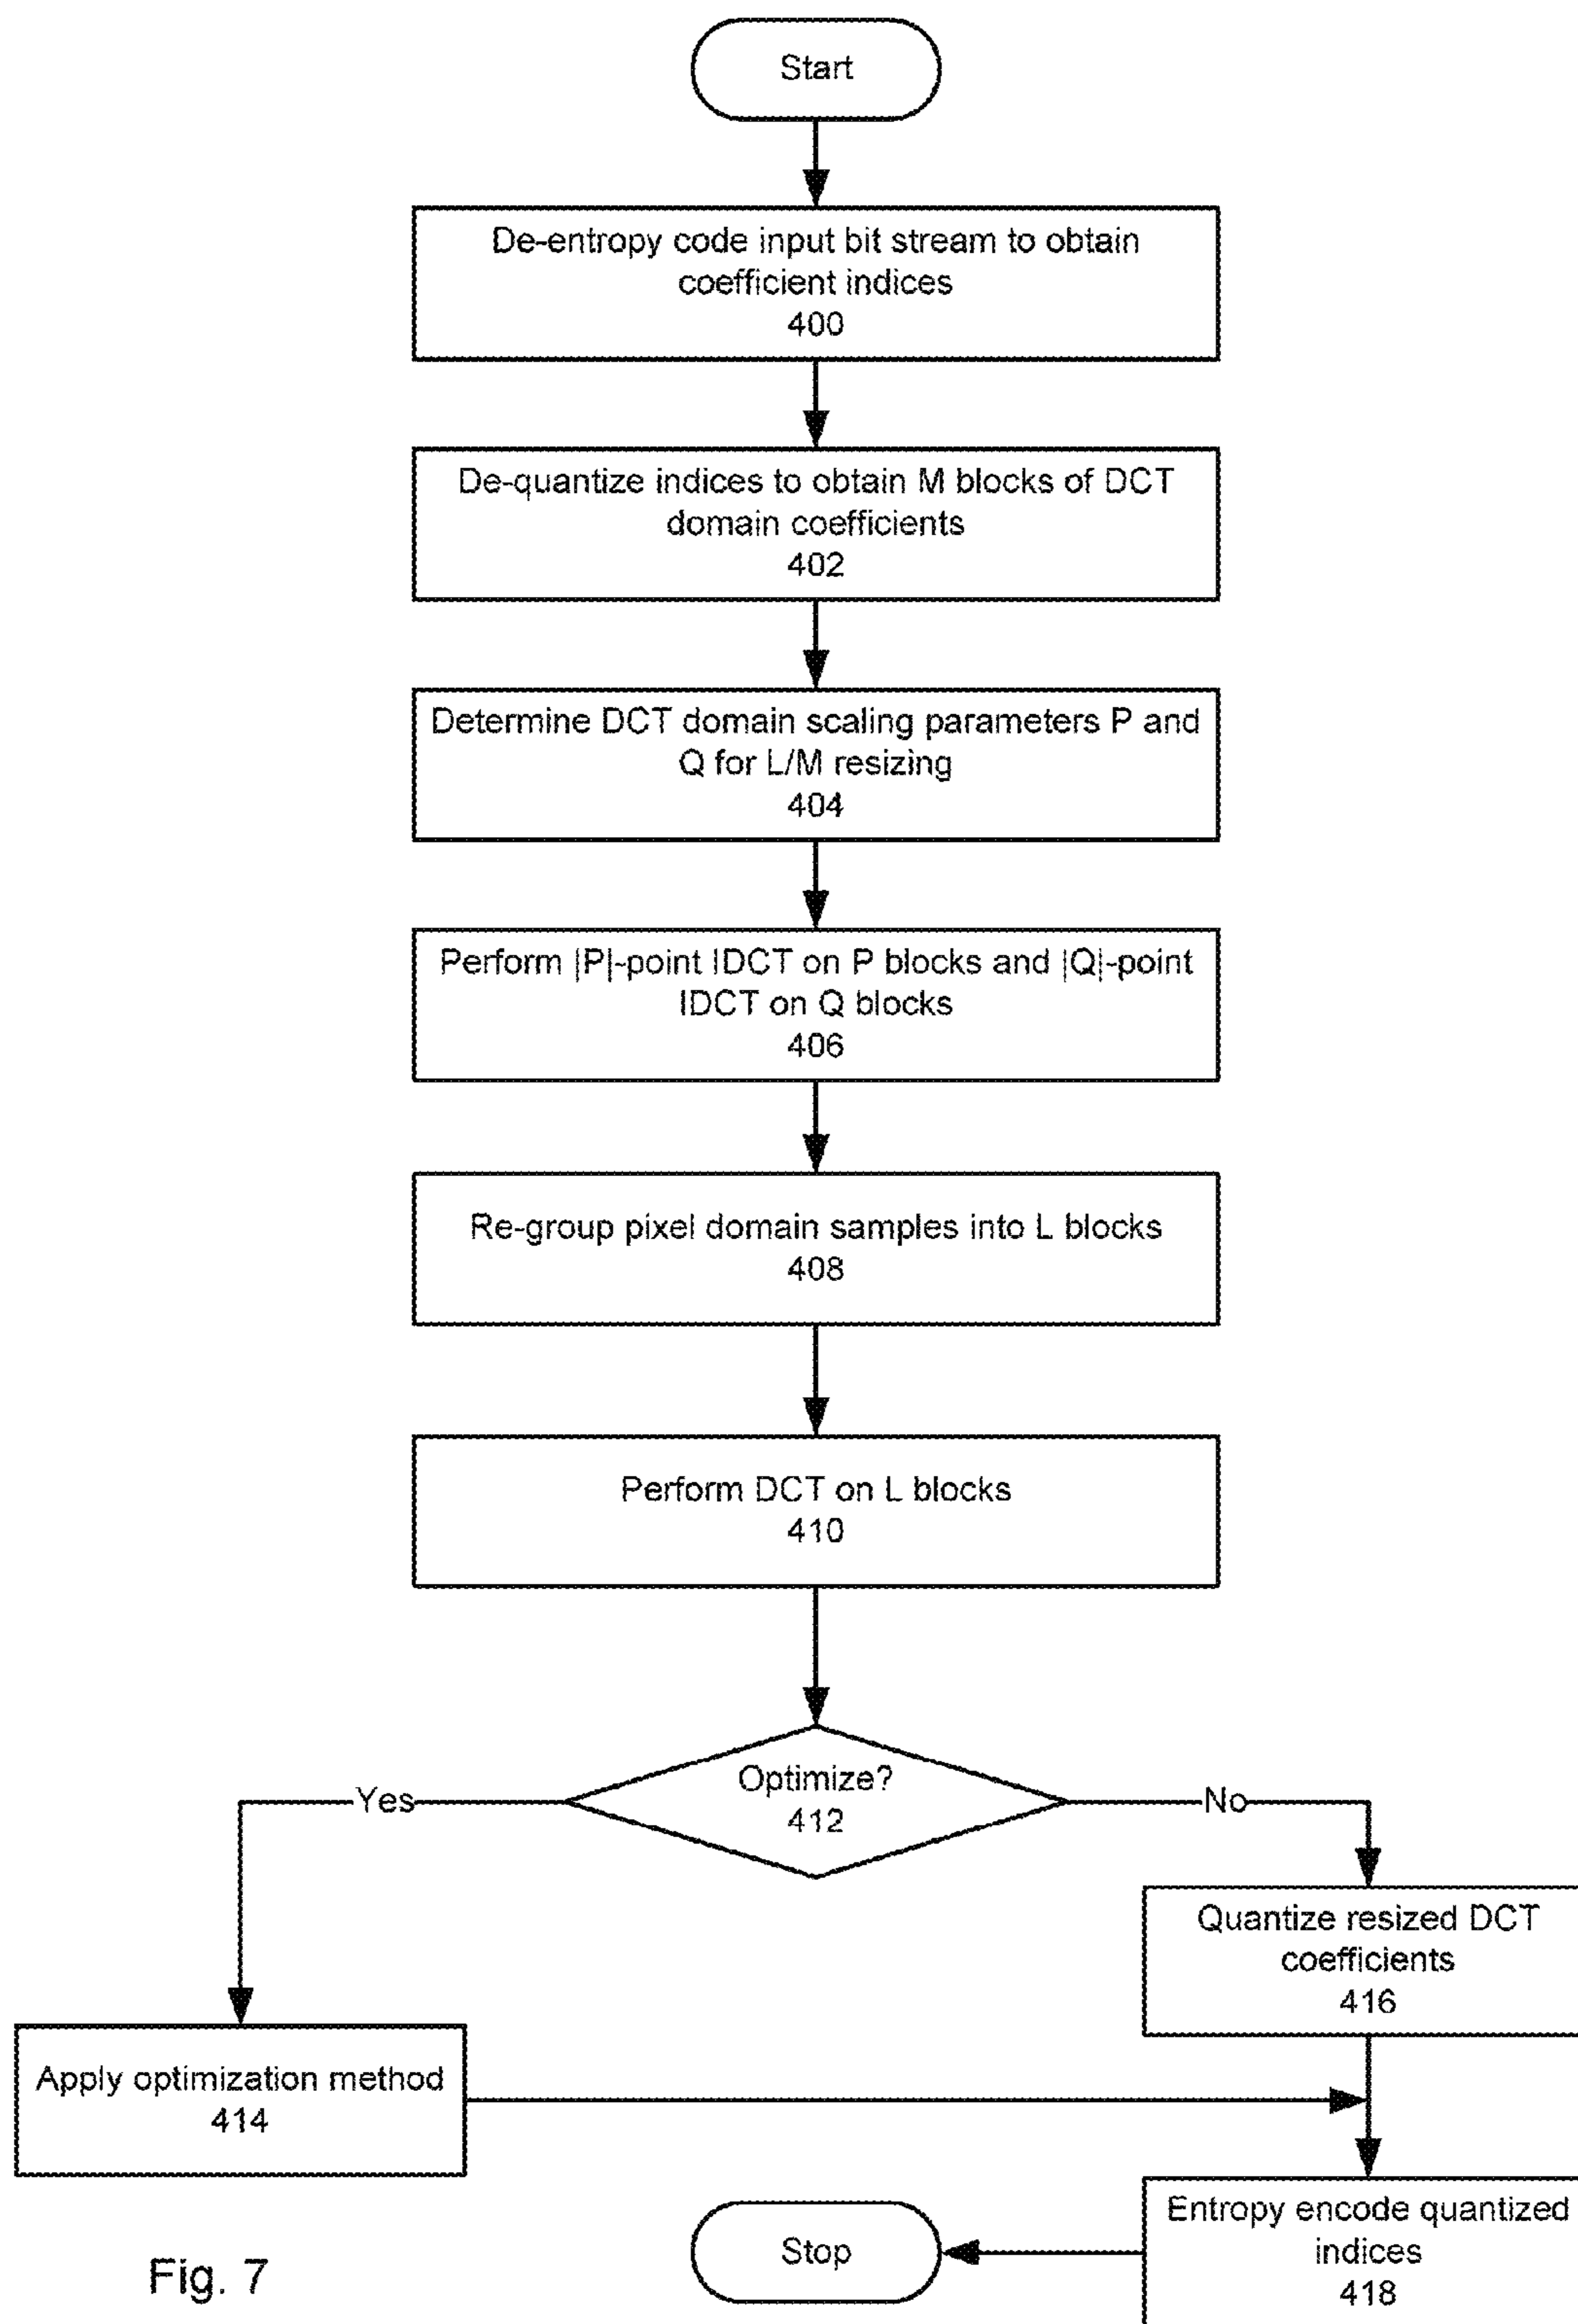 Start
De-entropy code input bit stream to obtain
coefficient indices
400
De-quantize indices to obtain M blocks of DCT
domain coefficients
402
Determine DCT domain scaling parameters P and
Q for L/M resizing
404
Perform |P|-point IDCT on P blocks and |Q|-point
IDCT on Q blocks
406
Re-group pixel domain samples into L blocks
408
Perform DCT on L blocks
410
Optimize?
412
Yes
No
Quantize resized DCT
coefficients
416
Apply optimization method
414
Entropy encode quantized
indices
418
Stop
Fig. 7